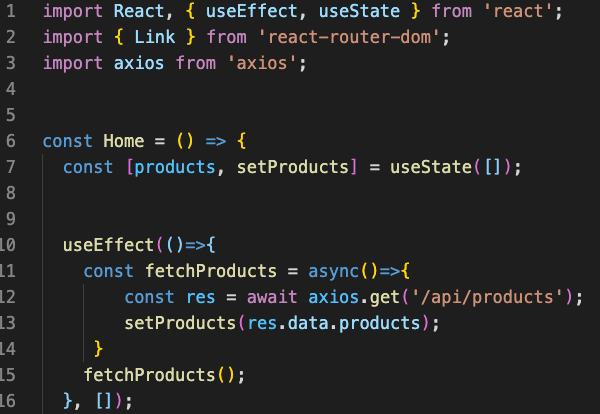 1 import React, { useEffect, useState } from 'react';
2 import { Link } from 'react-router-dom';
3 import axios from 'axios';
4
5
6 const Home = () => {
7 const [products, setProducts] = useState([]);
8
9
10 useEffect(()=>{
11 const fetchProducts = async()=>{
12 const res = await axios.get('/api/products');
13 setProducts(res.data.products);
14 }
15 fetchProducts();
16 }, []);